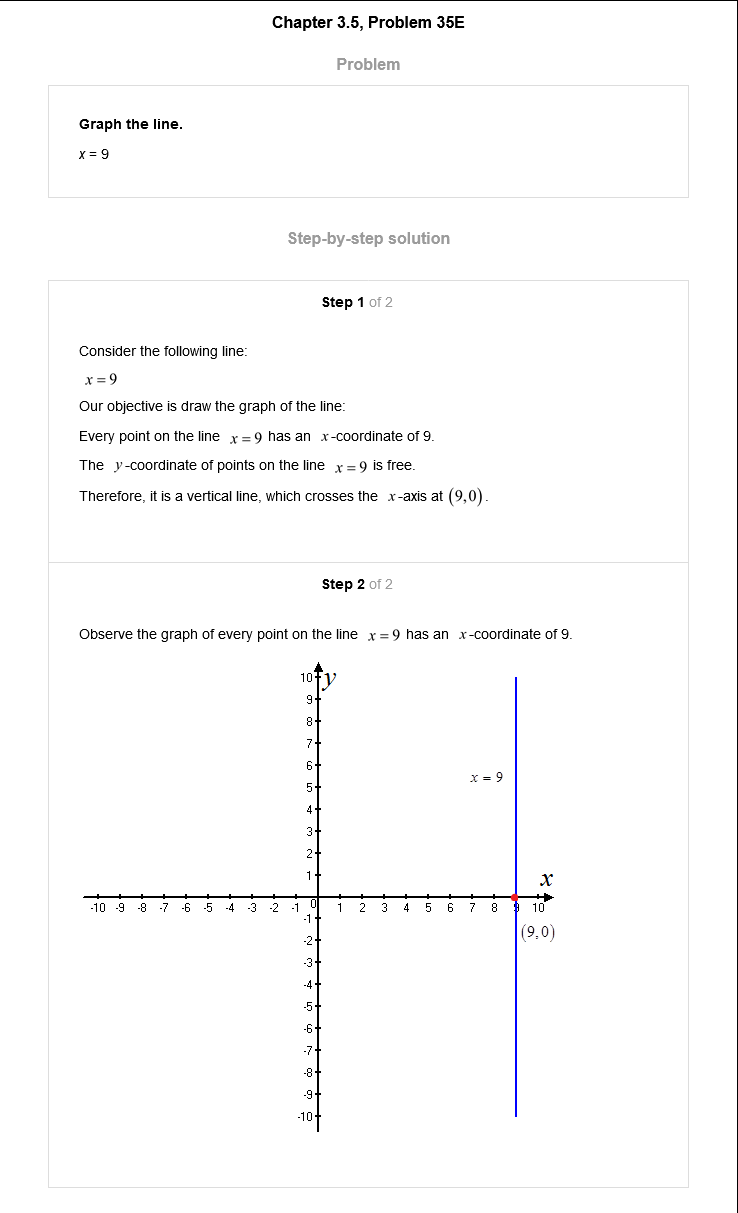 Chapter 3.5, Problem 35E
Problem
Graph the line.
x = 9
Step-by-step solution
Step 1 of 2
Consider the following line:
x = 9
Our objective is draw the graph of the line:
Every point on the line x = 9 has an x-coordinate of 9.
The y-coordinate of points on the line x = 9 is free.
Therefore, it is a vertical line, which crosses the x-axis at (9,0).
Step 2 of 2
Observe the graph of every point on the line x = 9 has an x-coordinate of 9.
10 y
9
8
7
6
x = 9
5
4
3
2
1
x
-10 -9 -8 -7 -6 -5 -4 -3 -2 -1 0 1 2 3 4 5 6 7 8 9 10
-1
(9,0)
-2
-3
-4
-5
-6
-7
-8
-9
-10